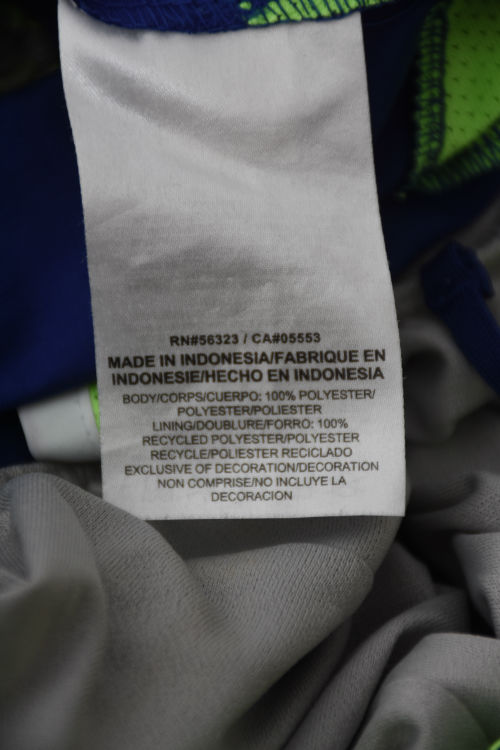 RN#56323 / CA#05553
MADE IN INDONESIA/FABRIQUE EN
INDONESIE/HECHO EN INDONESIA
BODY/CORPS/CUERPO: 100% POLYESTER/
POLYESTER/POLIESTER
LINING/DOUBLURE/FORRO: 100%
RECYCLED POLYESTER/POLYESTER
RECYCLE/POLIESTER RECICLADO
EXCLUSIVE OF DECORATION/DECORATION
NON COMPRISE/NO INCLUYE LA
DECORACION